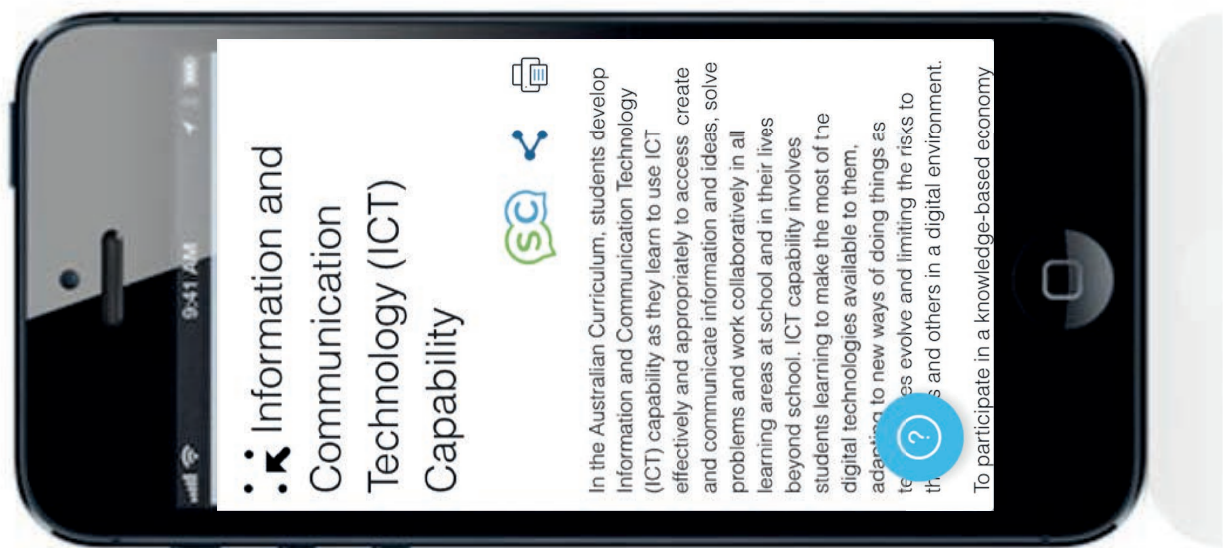 9:41 AM
Information and
Communication
Technology (ICT)
Capability
SC
In the Australian Curriculum, students develop
Information and Communication Technology
(ICT) capability as they learn to use ICT
effectively and appropriately to access create
and communicate information and ideas, solve
problems and work collaboratively in all
learning areas at school and in their lives
beyond school. ICT capability involves
students learning to make the most of the
digital technologies available to them,
adapting to new ways of doing things as
evolve and limiting the risks to
and others in a digital environment.
?
To participate in a knowledge-based economy